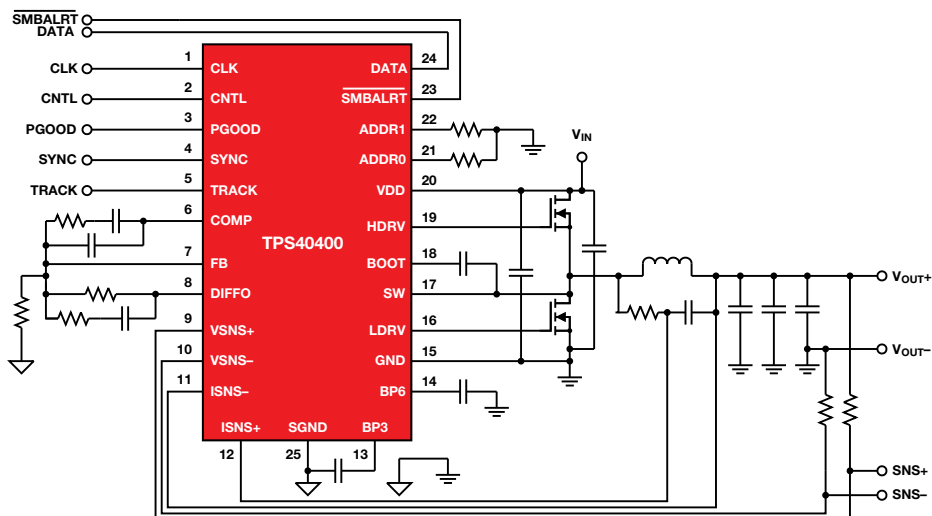 SMBALRT
DATA
CLK
CNTL
PGOOD
SYNC
TRACK
1
2
3
4
5
6
7
8
9
10
11
CLK
CNTL
PGOOD
SYNC
TRACK
COMP
FB
DIFFO
VSNS+
VSNS–
ISNS–
TPS40400
DATA
SMBALRT
ADDR1
ADDR0
VDD
HDRV
BOOT
SW
LDRV
GND
BP6
24
23
22
21
20
19
18
17
16
15
14
ISNS+ SGND BP3
12 25 13
VIN
VOUT+
VOUT–
SNS+
SNS–